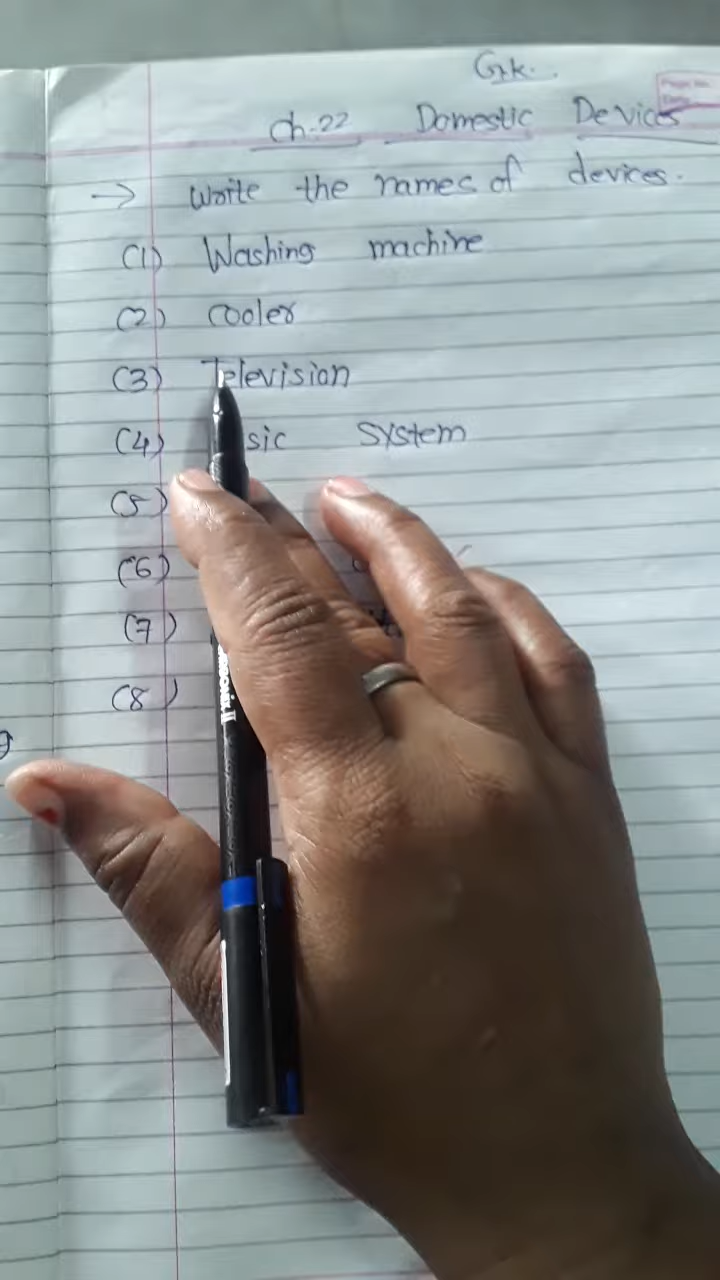 G.k.
Ch.22 Domestic Devices
→ Write the names of devices.
(1) Washing machine
(2) Cooler
(3) Television
(4) sic System
(5)
(6)
(7)
(8)